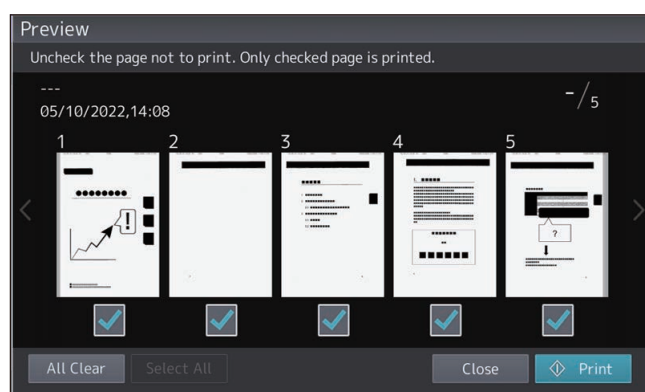 Preview
Uncheck the page not to print. Only checked page is printed.
---
-/5
05/10/2022,14:08
1 2 3 4 5
!
?
All Clear Select All Close Print